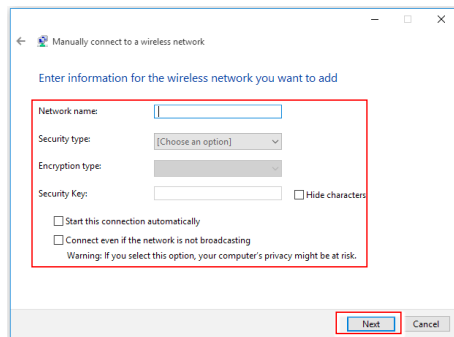 Manually connect to a wireless network
Enter information for the wireless network you want to add
Network name:
Security type: [Choose an option]
Encryption type:
Security Key: Hide characters
Start this connection automatically
Connect even if the network is not broadcasting
Warning: If you select this option, your computer's privacy might be at risk.
Next Cancel